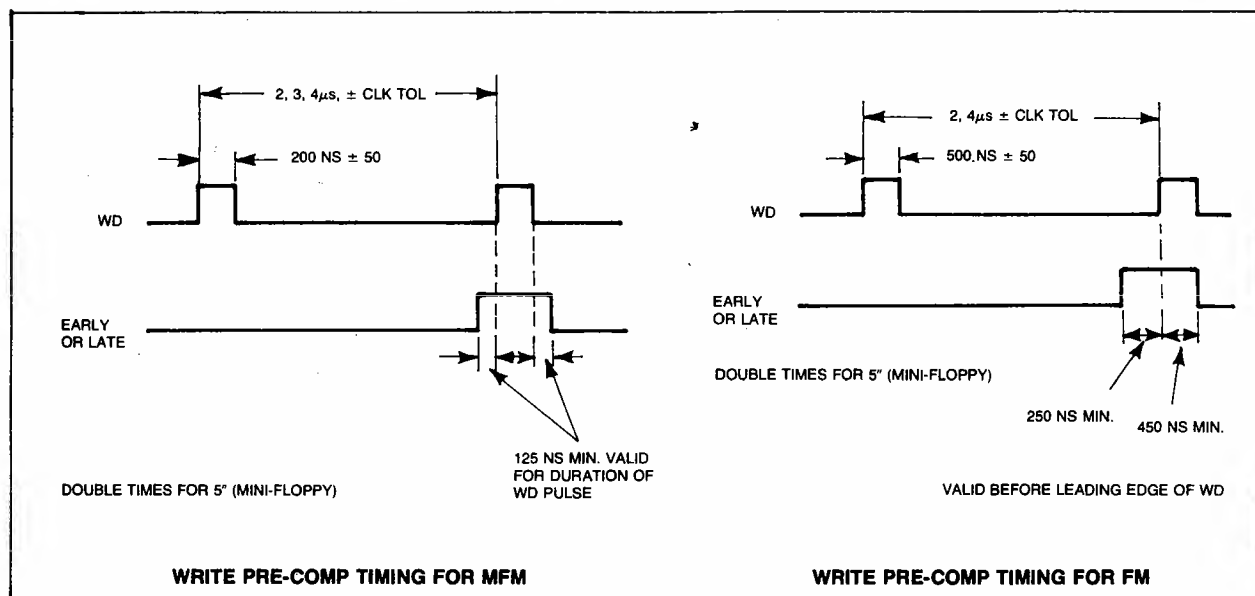 2, 3, 4μs, ± CLK TOL
200 NS ± 50
WD
EARLY
OR LATE
125 NS MIN. VALID
FOR DURATION OF
WD PULSE
DOUBLE TIMES FOR 5" (MINI-FLOPPY)
WRITE PRE-COMP TIMING FOR MFM
2, 4μs ± CLK TOL
500. NS ± 50
WD
EARLY
OR LATE
DOUBLE TIMES FOR 5" (MINI-FLOPPY)
250 NS MIN.
450 NS MIN.
VALID BEFORE LEADING EDGE OF WD
WRITE PRE-COMP TIMING FOR FM